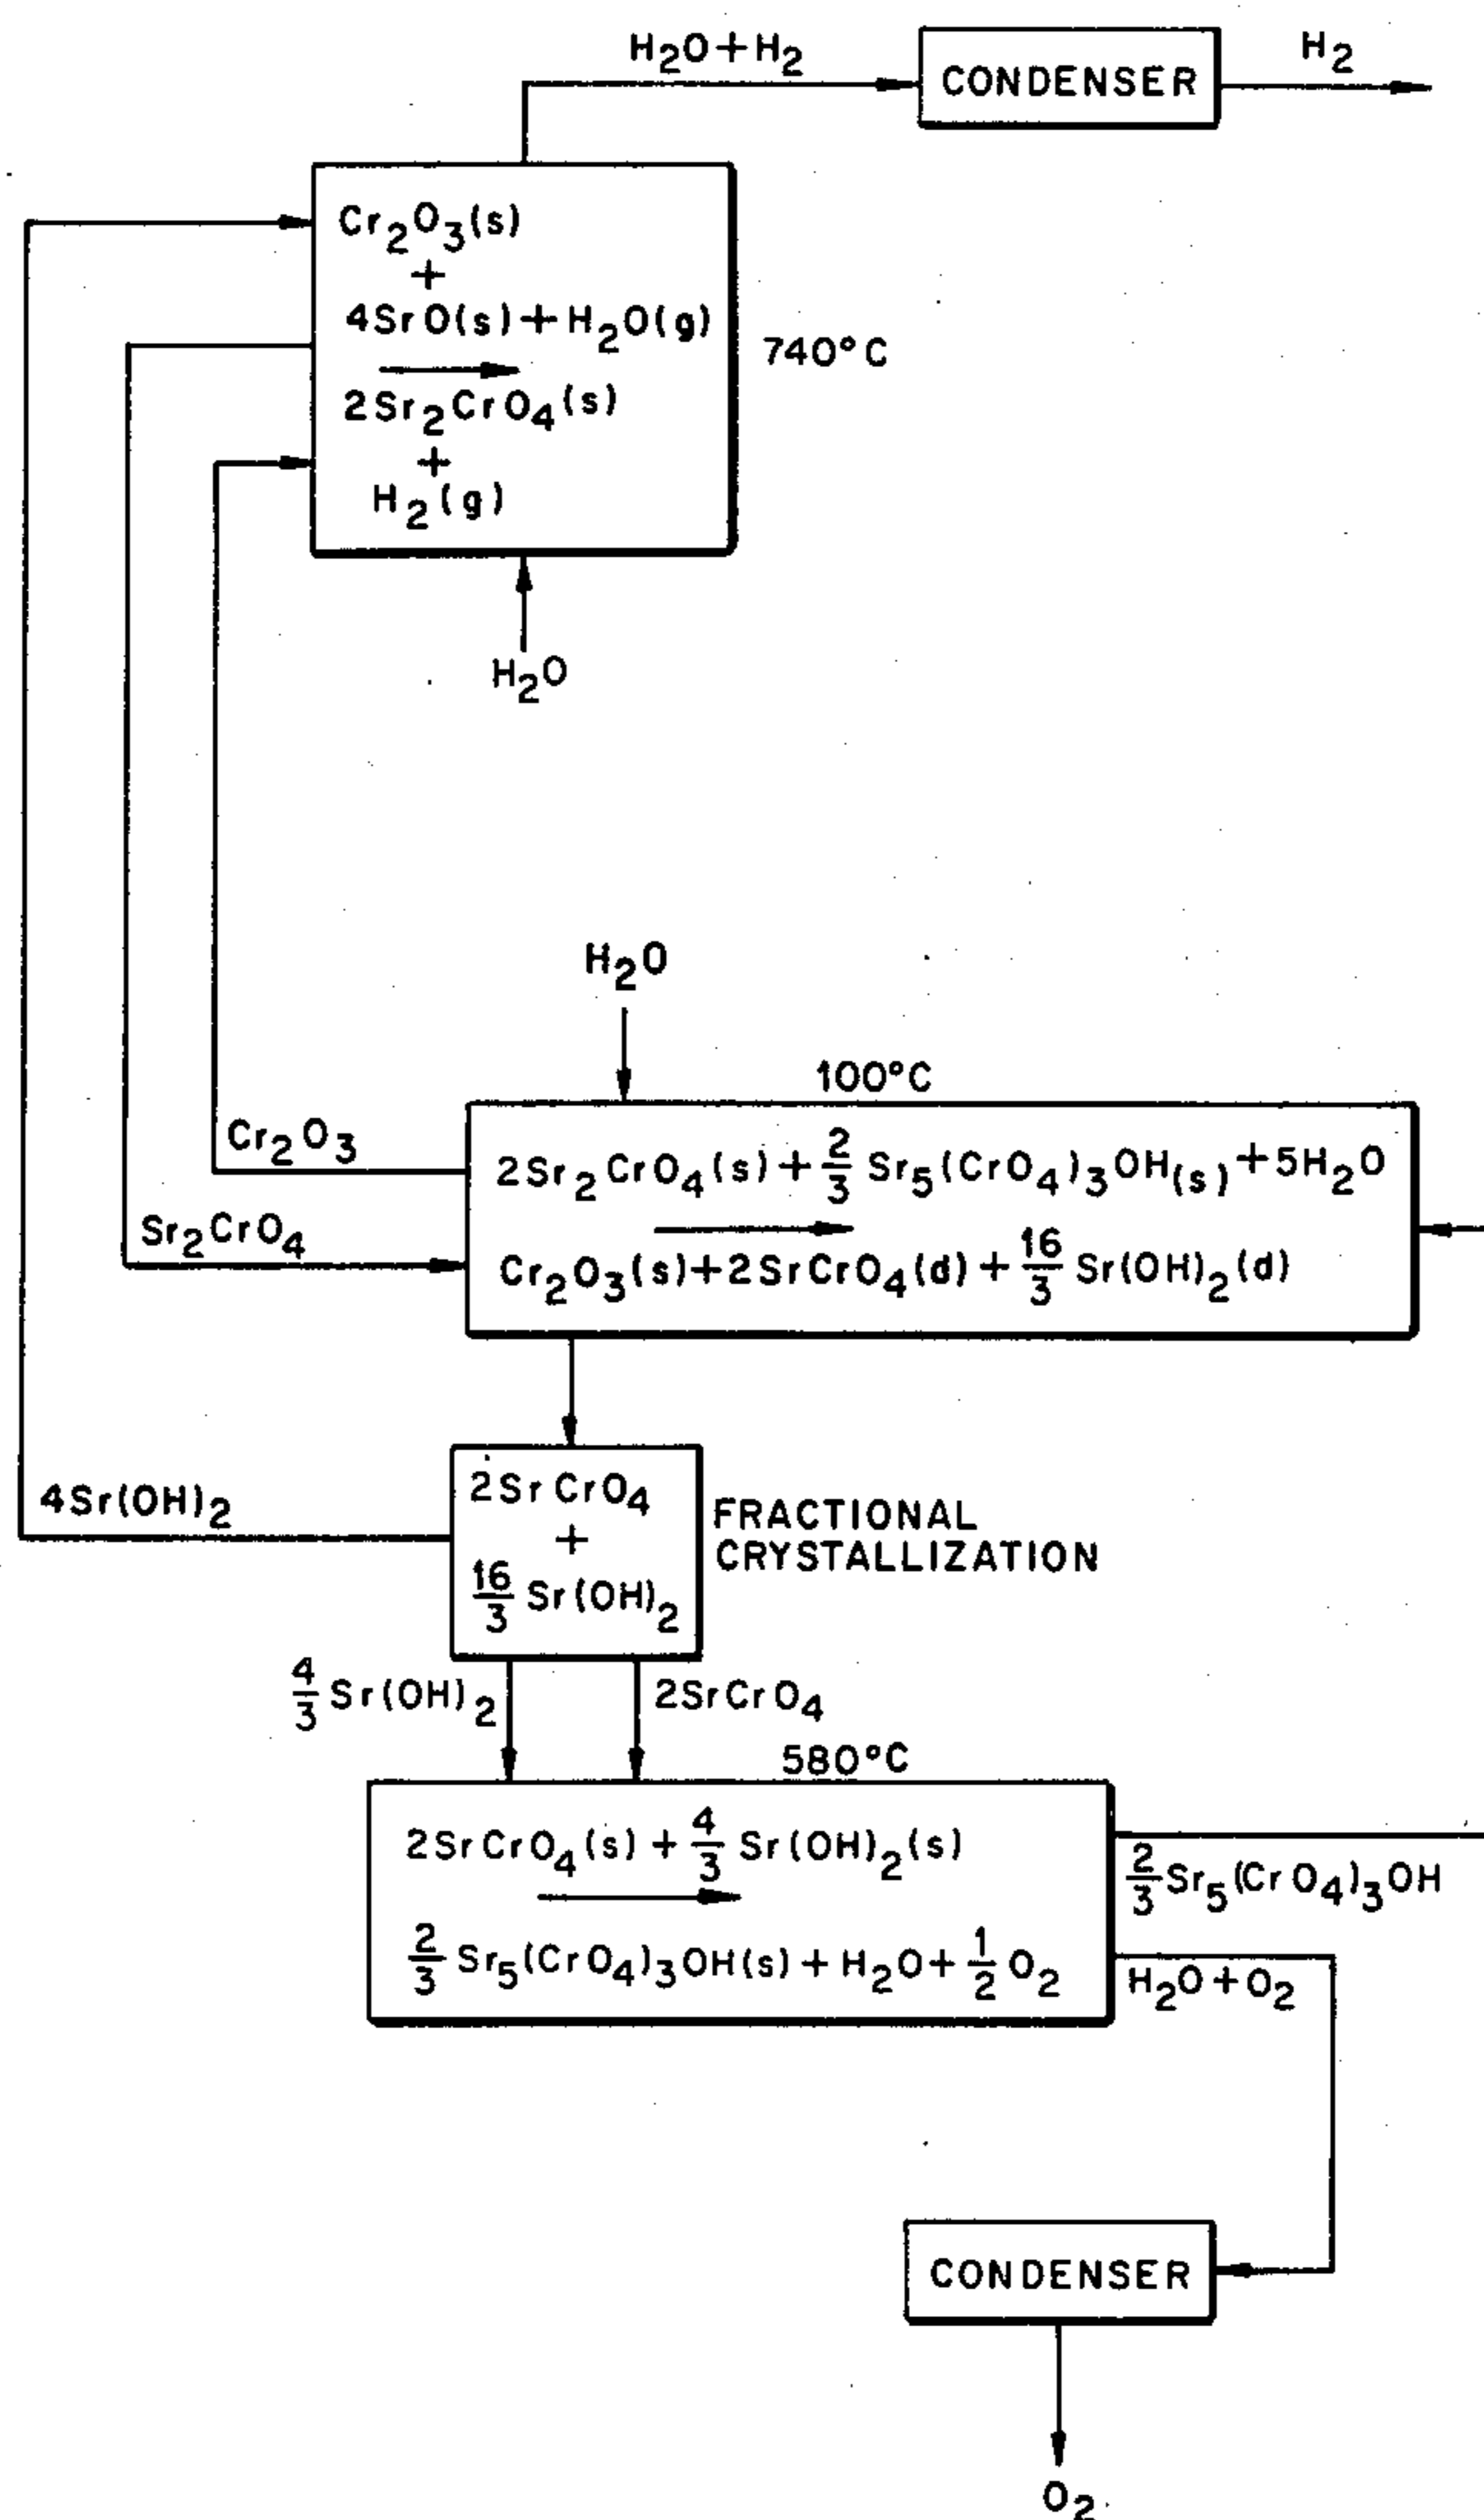 H₂O+H₂
CONDENSER
H₂
Cr₂O₃(s)
+
4SrO(s)+H₂O(g)
2Sr₂CrO₄(s)
+
H₂(g)
740°C
H₂O
H₂O
100°C
Cr₂O₃
2Sr₂CrO₄(s)+2/3 Sr₅(CrO₄)₃OH(s)+5H₂O
Sr₂CrO₄
Cr₂O₃(s)+2SrCrO₄(d)+16/3 Sr(OH)₂(d)
4Sr(OH)₂
2SrCrO₄
+
16/3 Sr(OH)₂
FRACTIONAL
CRYSTALLIZATION
4/3 Sr(OH)₂
2SrCrO₄
580°C
2SrCrO₄(s)+4/3 Sr(OH)₂(s)
2/3 Sr₅(CrO₄)₃OH(s)+H₂O+1/2 O₂
2/3 Sr₅(CrO₄)₃OH
H₂O+O₂
CONDENSER
O₂